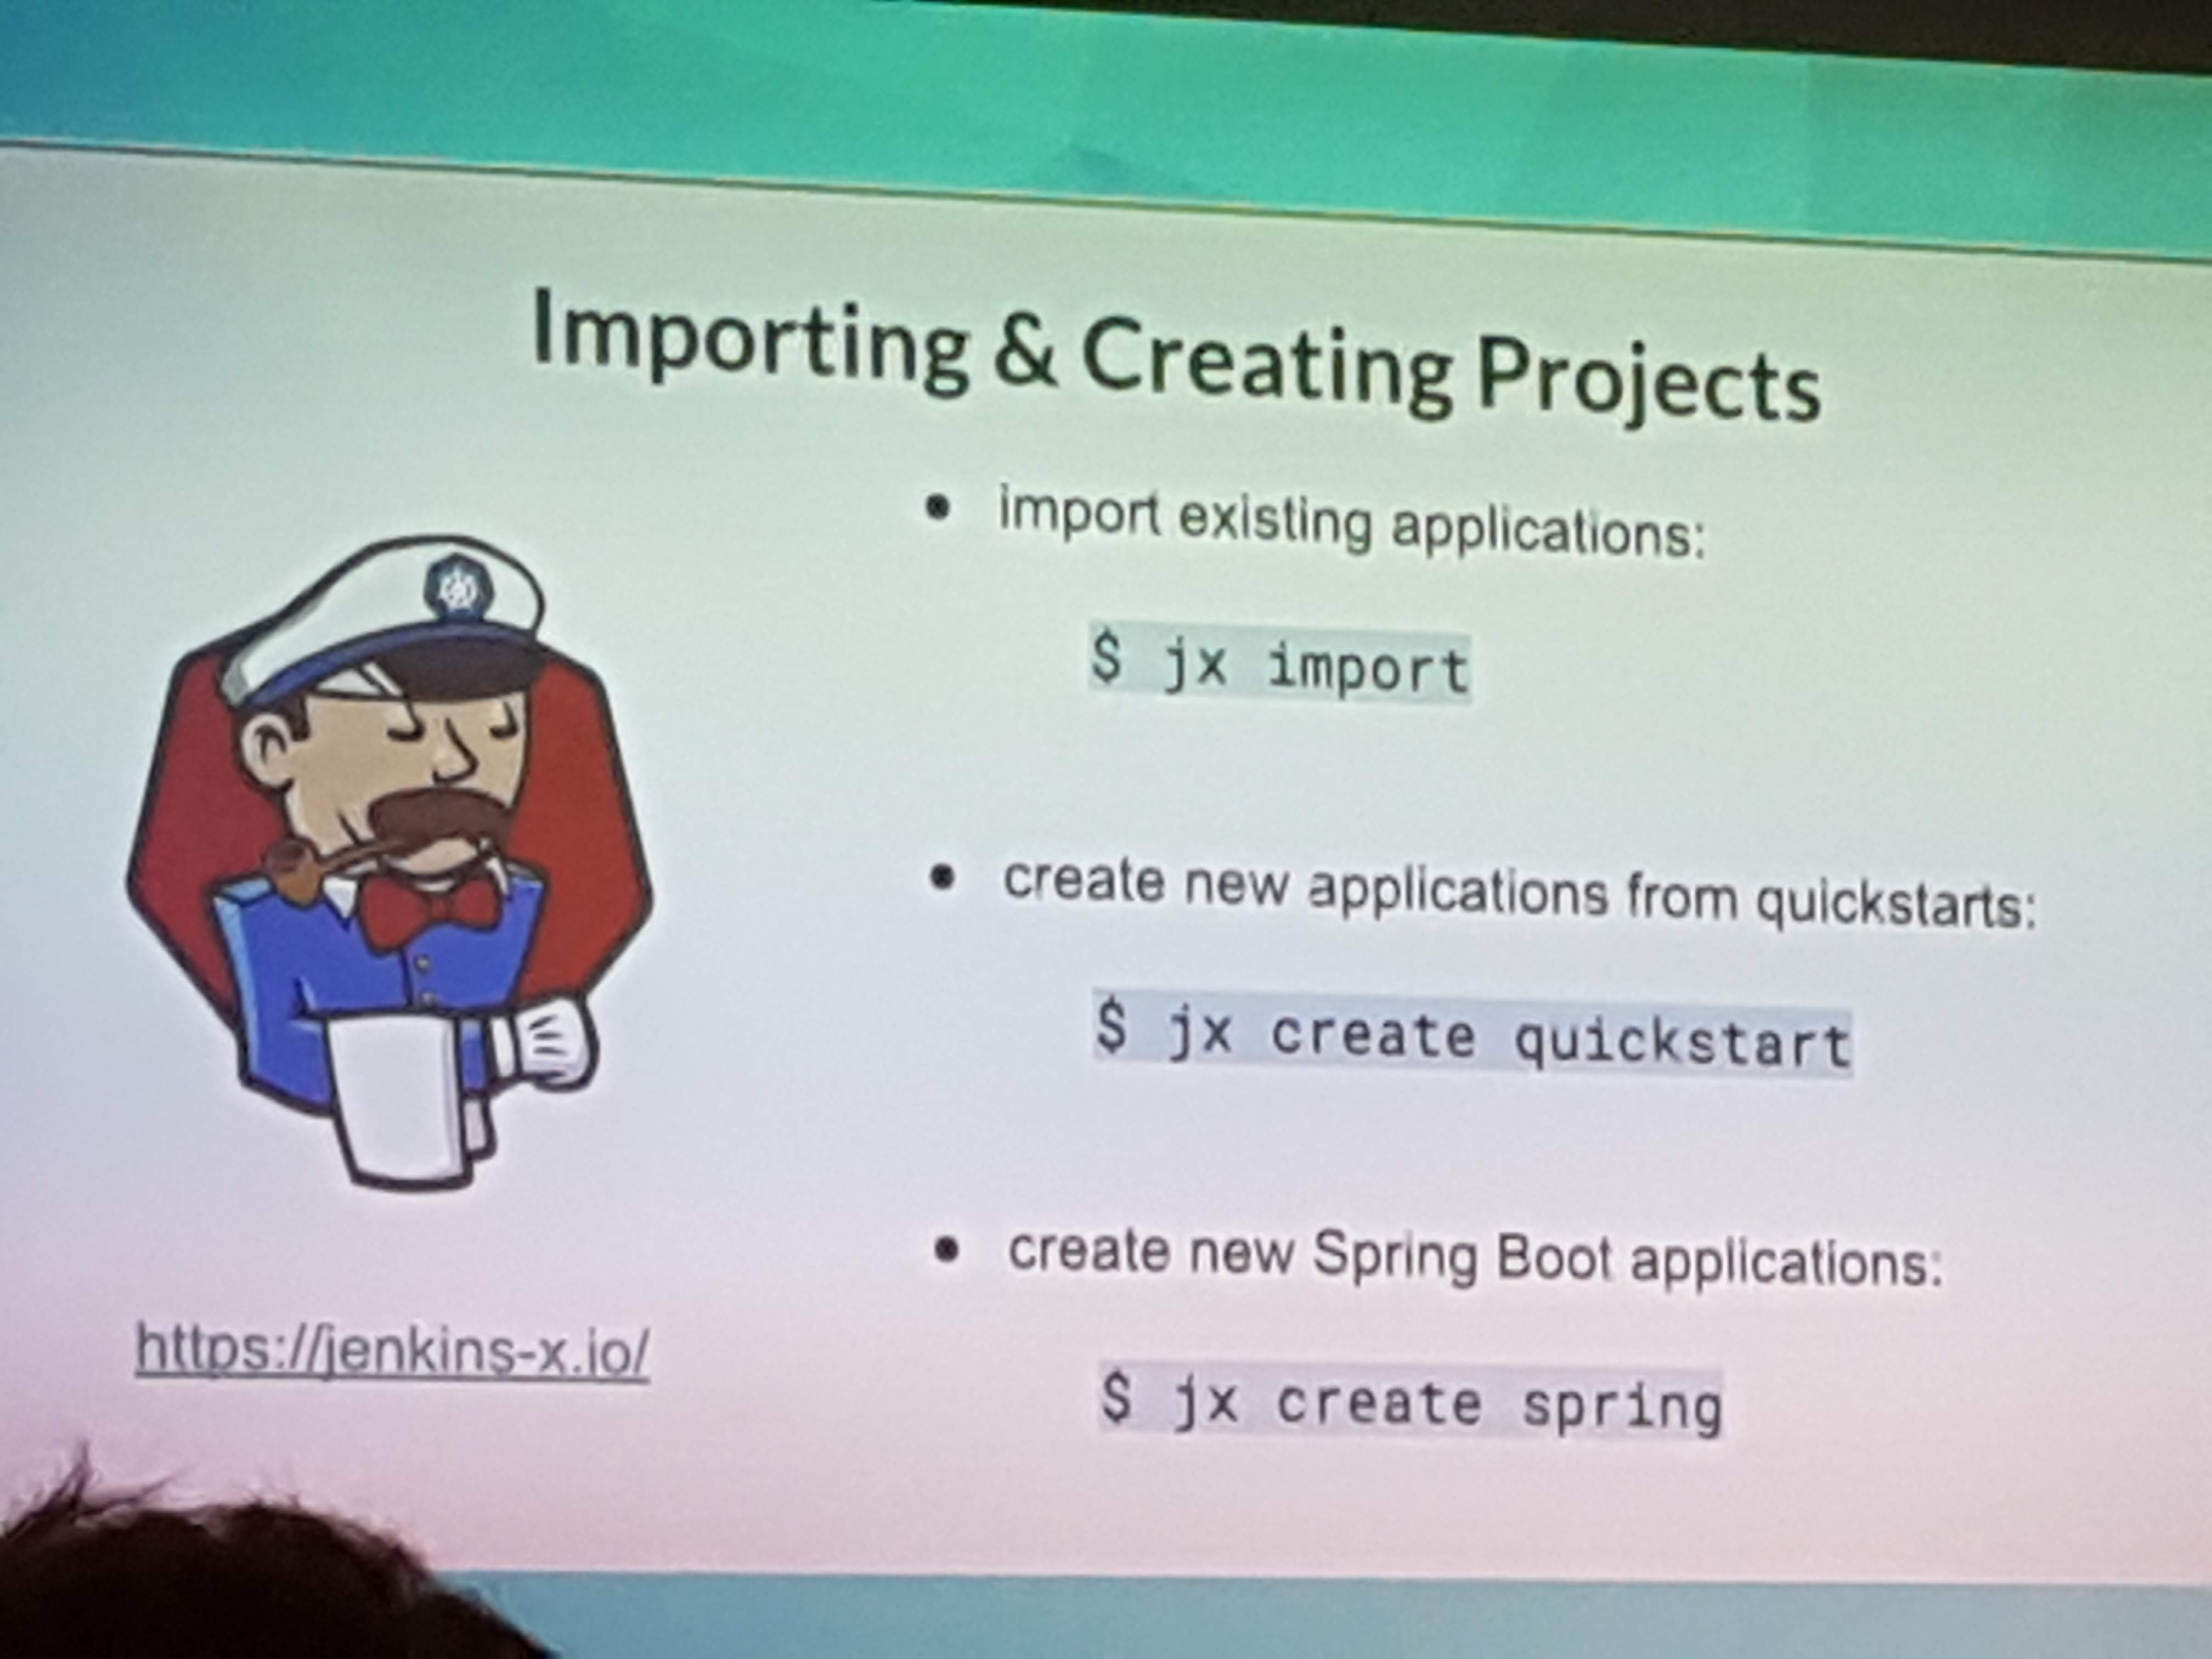 Importing & Creating Projects
• import existing applications:
$ jx import
• create new applications from quickstarts:
$ jx create quickstart
• create new Spring Boot applications:
$ jx create spring
https://jenkins-x.io/